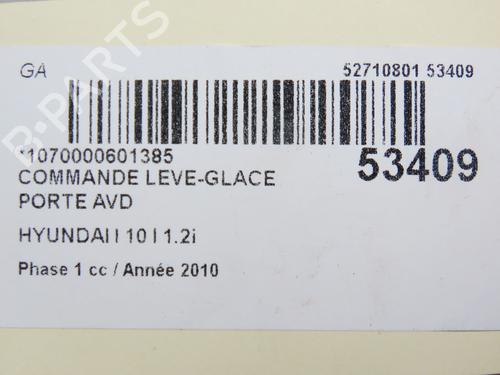 GA 52710801 53409
*1070000601385
53409
COMMANDE LEVE-GLACE
PORTE AVD
HYUNDAI I 10 I 1.2i
Phase 1 cc / Année 2010
B-PARTS